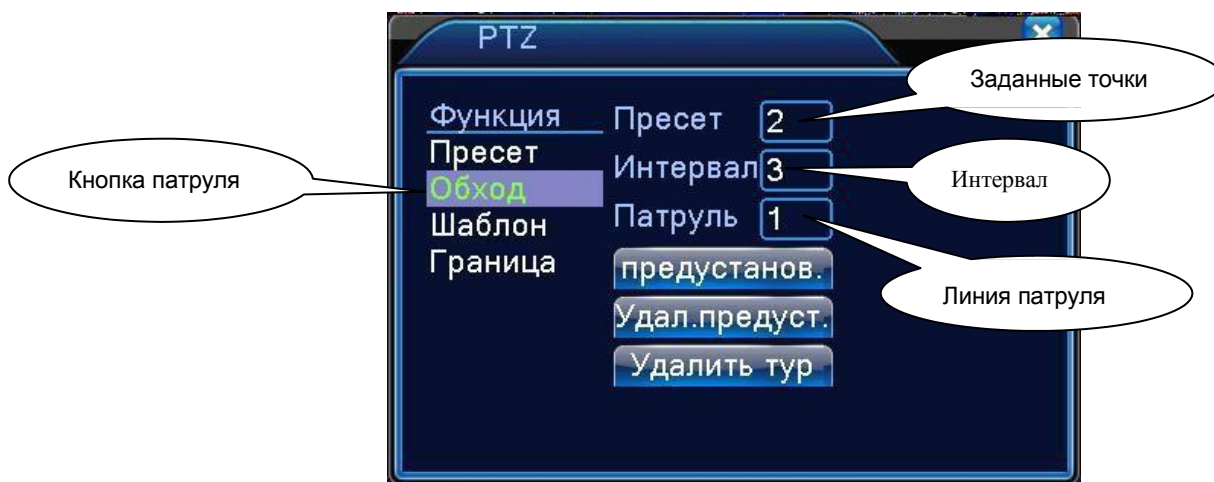 PTZ
Заданные точки
Функция
Пресет
Обход
Шаблон
Граница
Пресет 2
Интервал 3
Патруль 1
предустанов.
Удал.предуст.
Удалить тур
Кнопка патруля
Интервал
Линия патруля